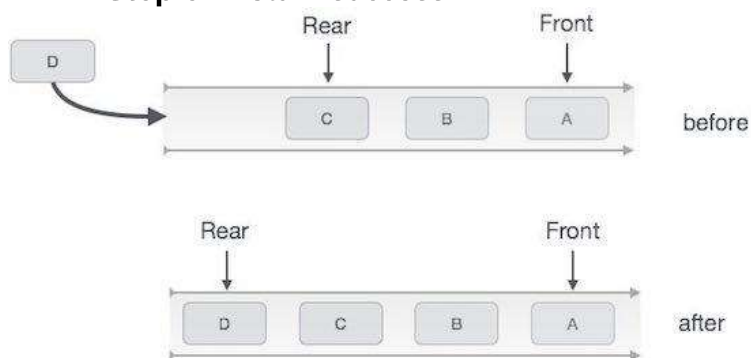 Rear Front
D
C B A
before
Rear Front
D C B A
after